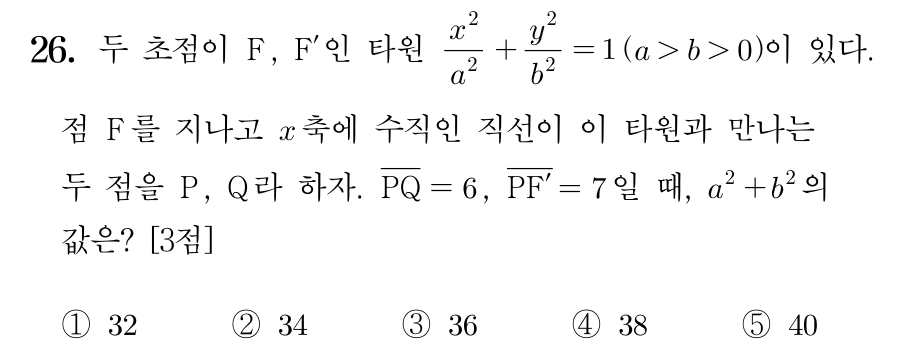 26. 두 초점이 F, F′인 타원 x²/a² + y²/b² = 1 (a > b > 0)이 있다.
점 F를 지나고 x축에 수직인 직선이 이 타원과 만나는
두 점을 P, Q라 하자. P̅Q̅ = 6, P̅F̅′̅ = 7일 때, a² + b²의
값은? [3점]
① 32 ② 34 ③ 36 ④ 38 ⑤ 40